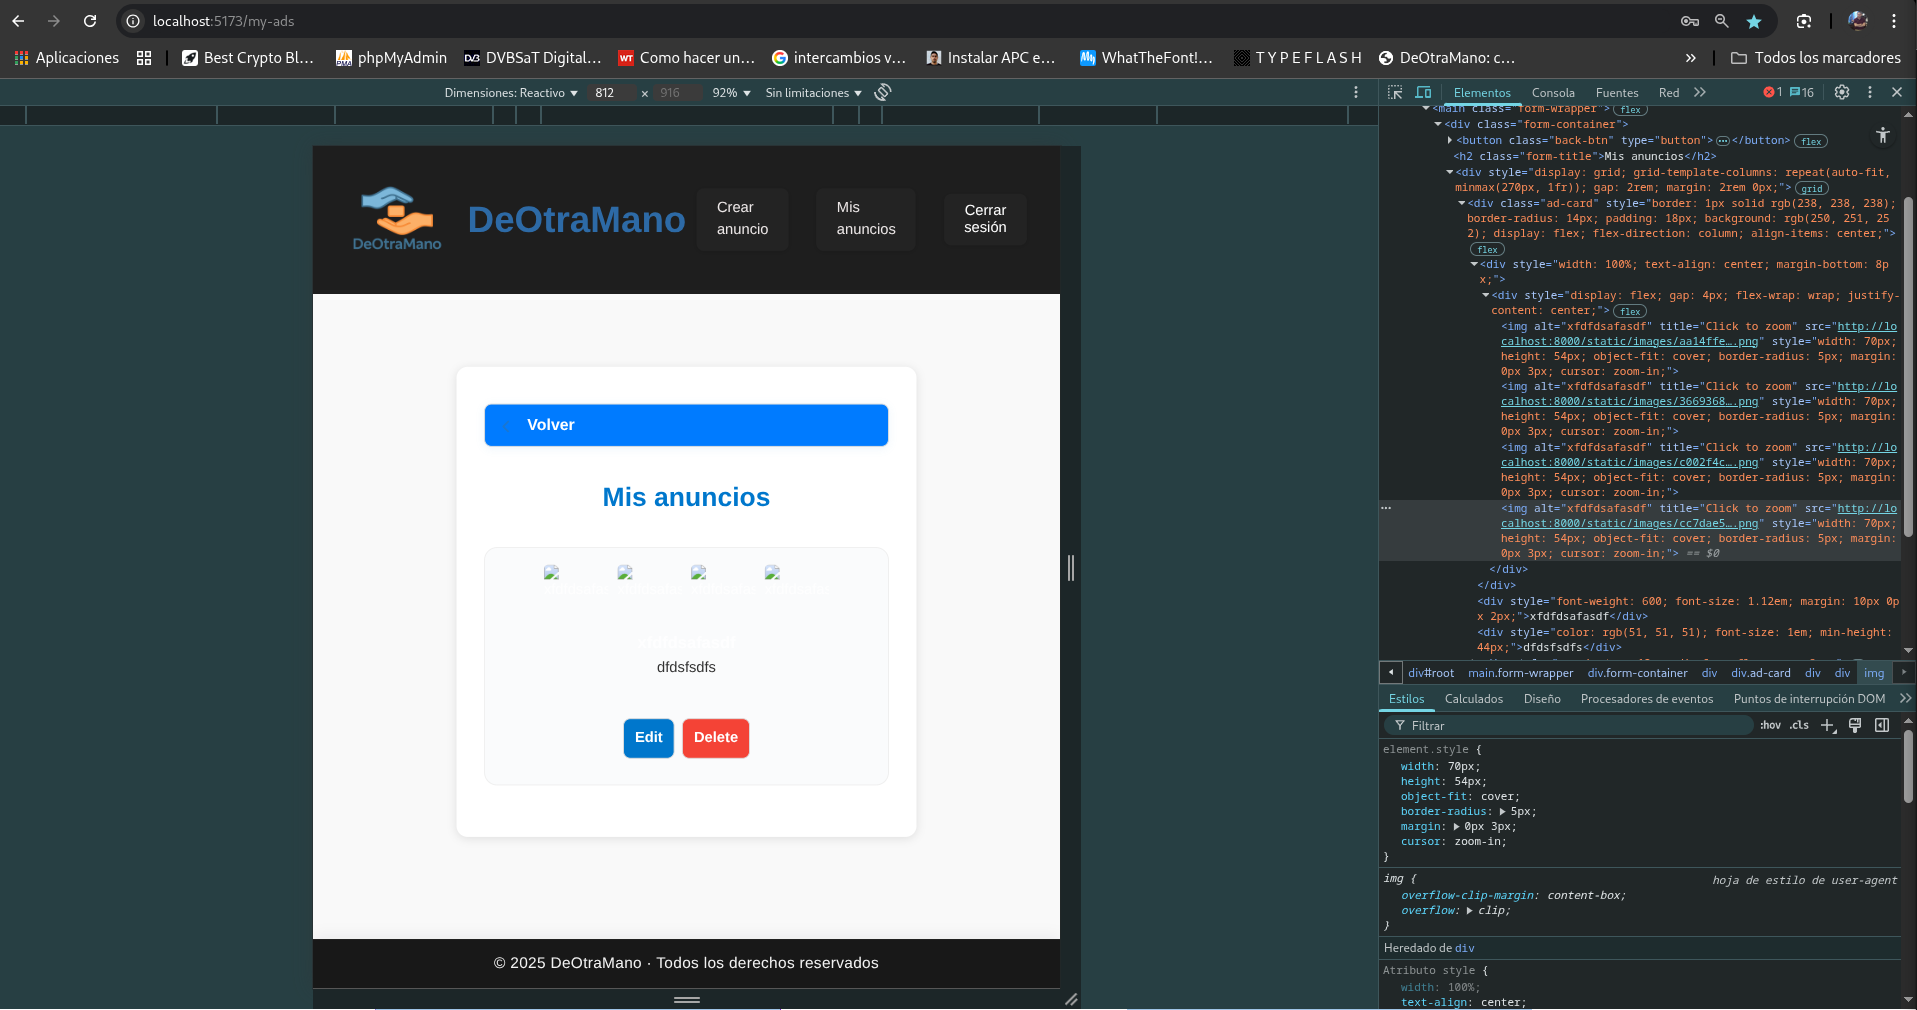 localhost:5173/my-ads
Aplicaciones
Best Crypto Bl...
phpMyAdmin
DVBSaT Digital...
Como hacer un...
intercambios v...
Instalar APC e...
WhatTheFont!...
T Y P E F L A S H
DeOtraMano: c...
»
Todos los marcadores
Dimensiones: Reactivo ▼ 812 x 916 92% ▼ Sin limitaciones ▼
DeOtraMano
DeOtraMano
Crear
anuncio
Mis
anuncios
Cerrar
sesión
Volver
Mis anuncios
dfdsfsdfs
Edit
Delete
© 2025 DeOtraMano · Todos los derechos reservados
Elementos Consola Fuentes Red » 1 16
<main class="form-wrapper"> flex
<div class="form-container">
<button class="back-btn" type="button">…</button> flex
<h2 class="form-title">Mis anuncios</h2>
<div style="display: grid; grid-template-columns: repeat(auto-fit,
minmax(270px, 1fr)); gap: 2rem; margin: 2rem 0px;"> grid
<div class="ad-card" style="border: 1px solid rgb(238, 238, 238);
border-radius: 14px; padding: 18px; background: rgb(250, 251, 25
2); display: flex; flex-direction: column; align-items: center;">
flex
<div style="width: 100%; text-align: center; margin-bottom: 8p
x;">
<div style="display: flex; gap: 4px; flex-wrap: wrap; justify-
content: center;"> flex
<img alt="xfdfdsafasdf" title="Click to zoom" src="http://lo
calhost:8000/static/images/aa14ffe….png" style="width: 70px;
height: 54px; object-fit: cover; border-radius: 5px; margin:
0px 3px; cursor: zoom-in;">
<img alt="xfdfdsafasdf" title="Click to zoom" src="http://lo
calhost:8000/static/images/3669368….png" style="width: 70px;
height: 54px; object-fit: cover; border-radius: 5px; margin:
0px 3px; cursor: zoom-in;">
<img alt="xfdfdsafasdf" title="Click to zoom" src="http://lo
calhost:8000/static/images/c002f4c….png" style="width: 70px;
height: 54px; object-fit: cover; border-radius: 5px; margin:
0px 3px; cursor: zoom-in;">
<img alt="xfdfdsafasdf" title="Click to zoom" src="http://lo
calhost:8000/static/images/cc7dae5….png" style="width: 70px;
height: 54px; object-fit: cover; border-radius: 5px; margin:
0px 3px; cursor: zoom-in;"> == $0
</div>
</div>
<div style="font-weight: 600; font-size: 1.12em; margin: 10px 0p
x 2px;">xfdfdsafasdf</div>
<div style="color: rgb(51, 51, 51); font-size: 1em; min-height:
44px;">dfdsfsdfs</div>
div#root main.form-wrapper div.form-container div div.ad-card div div img
Estilos Calculados Diseño Procesadores de eventos Puntos de interrupción DOM »
Filtrar :hov .cls
element.style {
width: 70px;
height: 54px;
object-fit: cover;
border-radius: 5px;
margin: 0px 3px;
cursor: zoom-in;
}
img { hoja de estilo de user-agent
overflow-clip-margin: content-box;
overflow: clip;
}
Heredado de div
Atributo style {
width: 100%;
text-align: center;